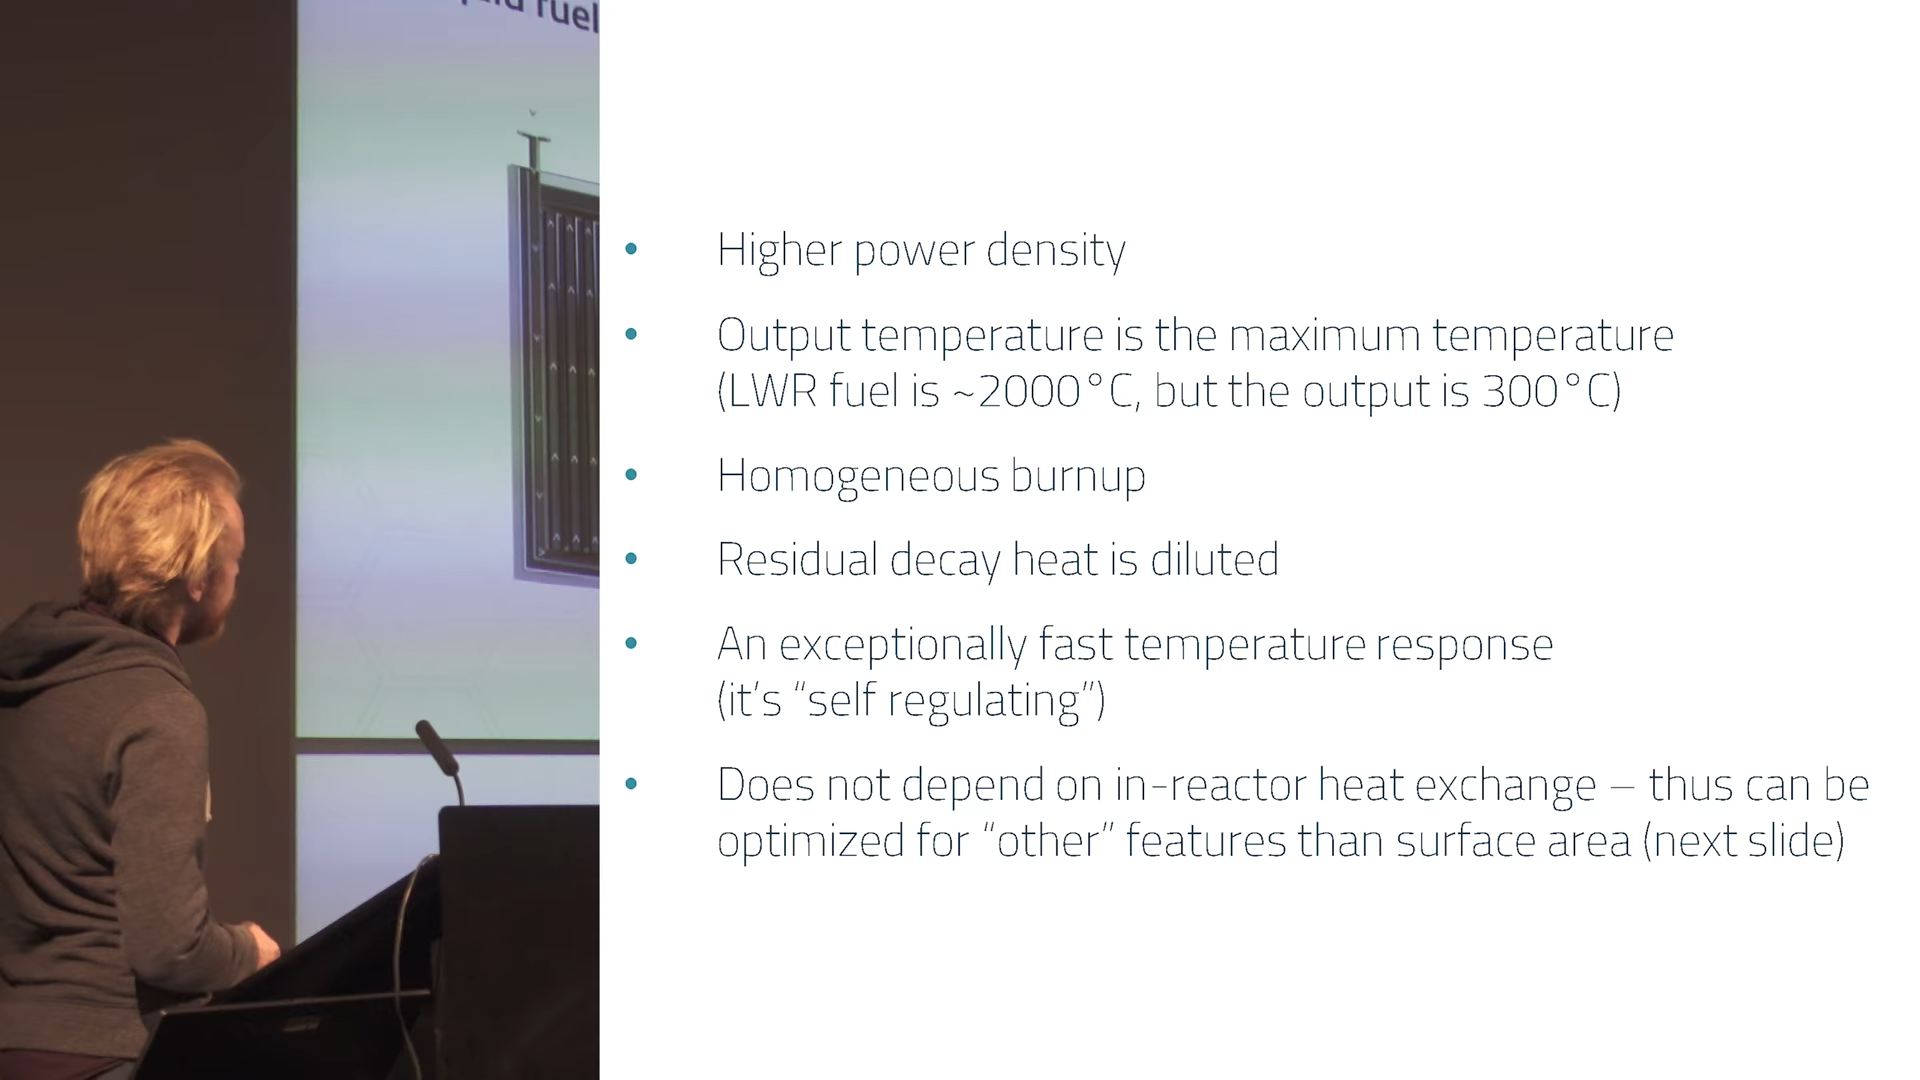 fuel
• Higher power density
• Output temperature is the maximum temperature
(LWR fuel is ~2000°C, but the output is 300°C)
• Homogeneous burnup
• Residual decay heat is diluted
• An exceptionally fast temperature response
(it's “self regulating”)
• Does not depend on in-reactor heat exchange – thus can be
optimized for “other” features than surface area (next slide)